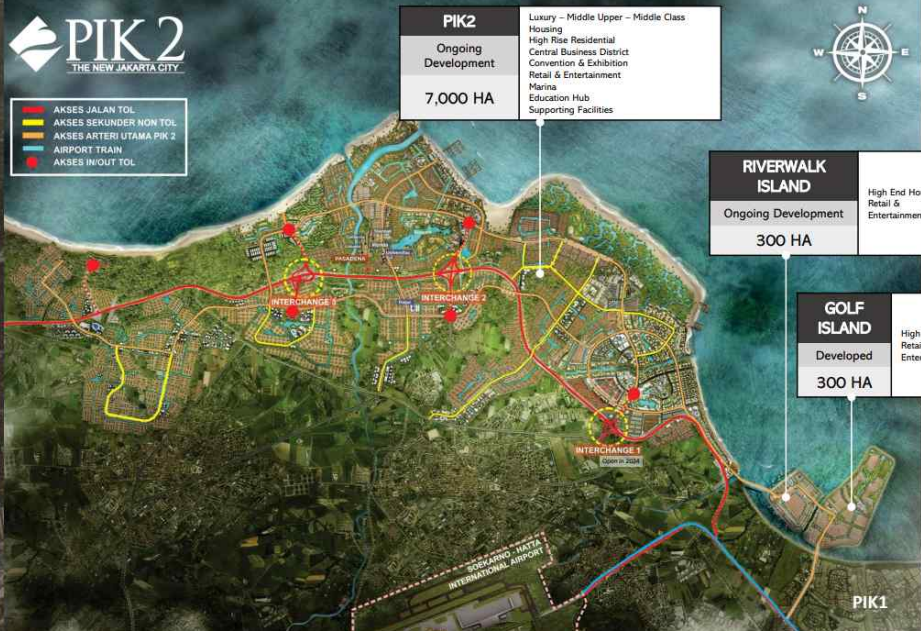 PIK 2
THE NEW JAKARTA CITY
AKSES JALAN TOL
AKSES SEKUNDER NON TOL
AKSES ARTERI UTAMA PIK 2
AIRPORT TRAIN
AKSES IN/OUT TOL
PIK2
Ongoing
Development
7,000 HA
Luxury – Middle Upper – Middle Class
Housing
High Rise Residential
Central Business District
Convention & Exhibition
Retail & Entertainment
Marina
Education Hub
Supporting Facilities
N
W
E
S
RIVERWALK
ISLAND
Ongoing Development
300 HA
High End Ho
Retail &
Entertainmen
GOLF
ISLAND
Developed
300 HA
High
Retai
Enter
PASADENA
INTERCHANGE 3
INTERCHANGE 2
INTERCHANGE 1
Open in 2024
SOEKARNO - HATTA
INTERNATIONAL AIRPORT
PIK1